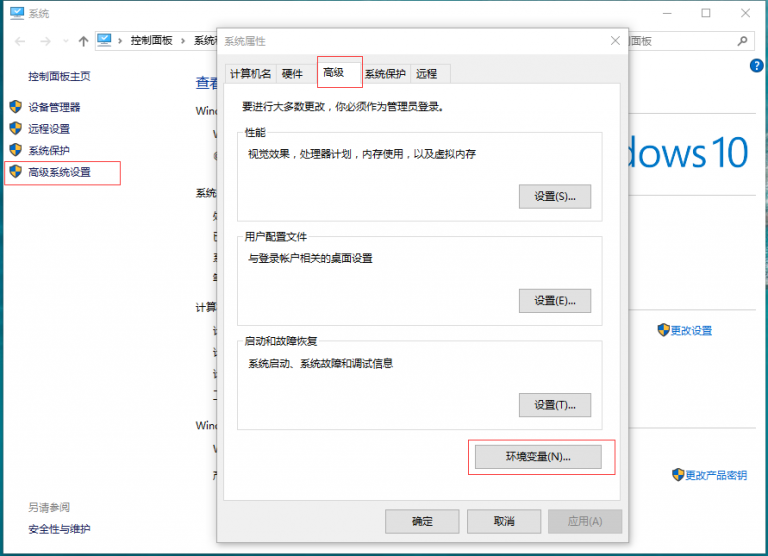 系统
控制面板
系统
面板
控制面板主页
设备管理器
远程设置
系统保护
高级系统设置
另请参阅
安全性与维护
查看
Wind
系统
计算机
Wind
dows 10
更改设置
更改产品密钥
系统属性
计算机名 硬件 高级 系统保护 远程
要进行大多数更改，你必须作为管理员登录。
性能
视觉效果，处理器计划，内存使用，以及虚拟内存
设置(S)...
用户配置文件
与登录帐户相关的桌面设置
设置(E)...
启动和故障恢复
系统启动、系统故障和调试信息
设置(T)...
环境变量(N)...
确定 取消 应用(A)